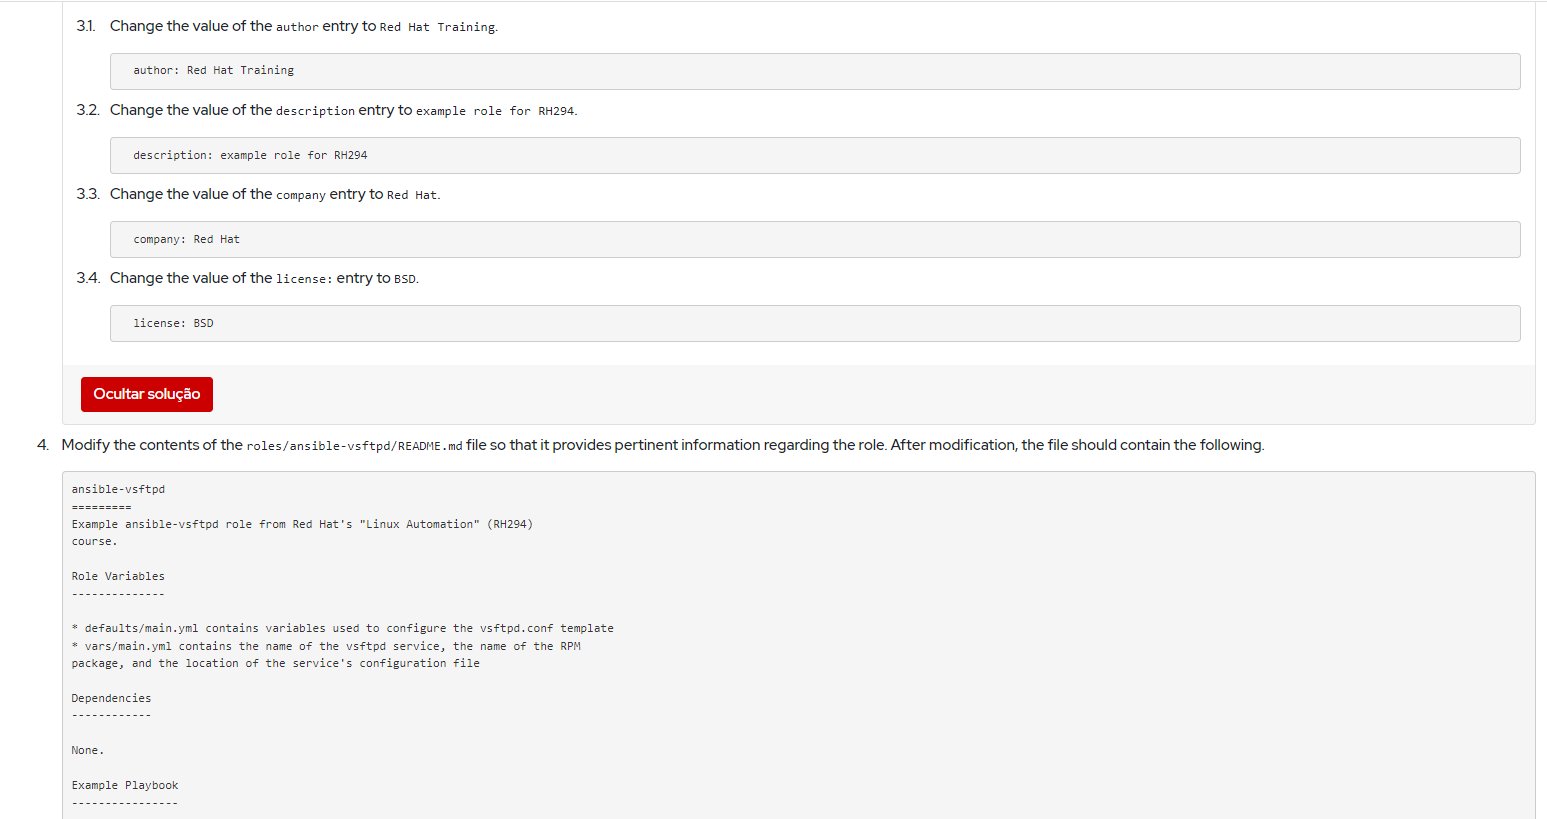 3.1. Change the value of the author entry to Red Hat Training.
author: Red Hat Training
3.2. Change the value of the description entry to example role for RH294.
description: example role for RH294
3.3. Change the value of the company entry to Red Hat.
company: Red Hat
3.4. Change the value of the license: entry to BSD.
license: BSD
Ocultar solução
4. Modify the contents of the roles/ansible-vsftpd/README.md file so that it provides pertinent information regarding the role. After modification, the file should contain the following.
ansible-vsftpd
=========
Example ansible-vsftpd role from Red Hat's "Linux Automation" (RH294)
course.
Role Variables
--------------
* defaults/main.yml contains variables used to configure the vsftpd.conf template
* vars/main.yml contains the name of the vsftpd service, the name of the RPM
package, and the location of the service's configuration file
Dependencies
------------
None.
Example Playbook
----------------